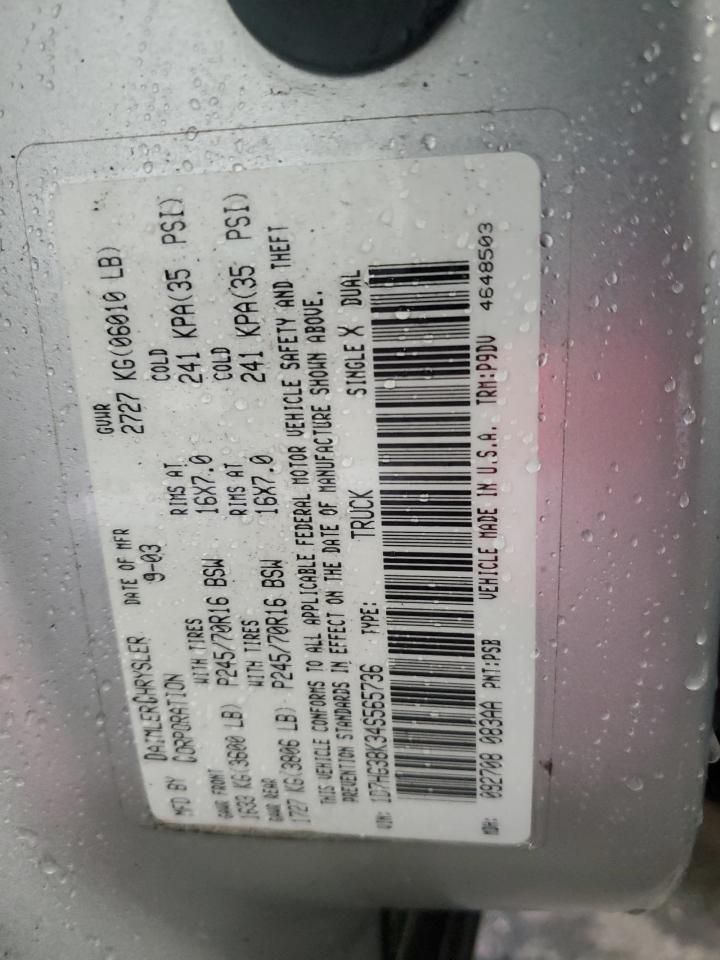 MFD BY DAIMLERCHRYSLER CORPORATION DATE OF MFR 9-03 GVWR 2727 KG(06010 LB)
GAWR FRONT WITH TIRES RIMS AT COLD
1633 KG(3600 LB) P245/70R16 BSW 16X7.0 241 KPA(35 PSI)
GAWR REAR WITH TIRES RIMS AT COLD
1727 KG(3806 LB) P245/70R16 BSW 16X7.0 241 KPA(35 PSI)
THIS VEHICLE CONFORMS TO ALL APPLICABLE FEDERAL MOTOR VEHICLE SAFETY AND THEFT
PREVENTION STANDARDS IN EFFECT ON THE DATE OF MANUFACTURE SHOWN ABOVE.
VIN: 1D7HG38K34S565736 TYPE: TRUCK SINGLE X DUAL
MDH: 092708 083AA PNT:PSB VEHICLE MADE IN U.S.A. TRM:P9DV 4648503